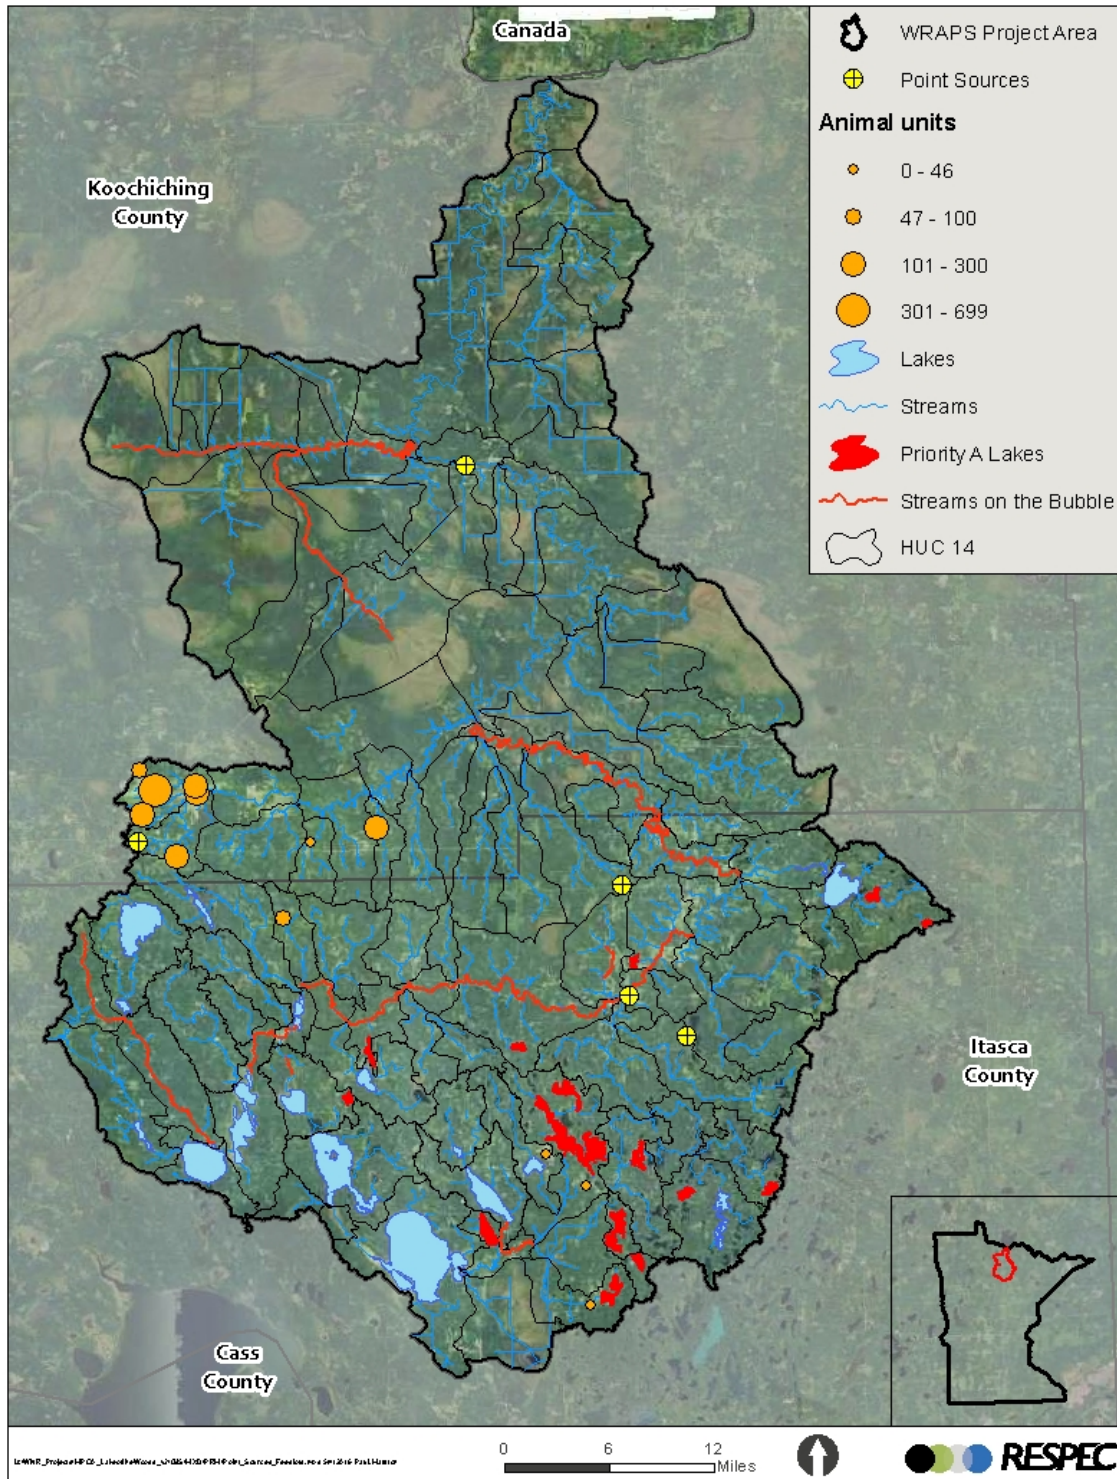 Canada
WRAPS Project Area
Point Sources
Animal units
0 - 46
47 - 100
101 - 300
301 - 699
Lakes
Streams
Priority A Lakes
Streams on the Bubble
HUC 14
Koochiching
County
Itasca
County
Cass
County
0 6 12
Miles
RESPEC